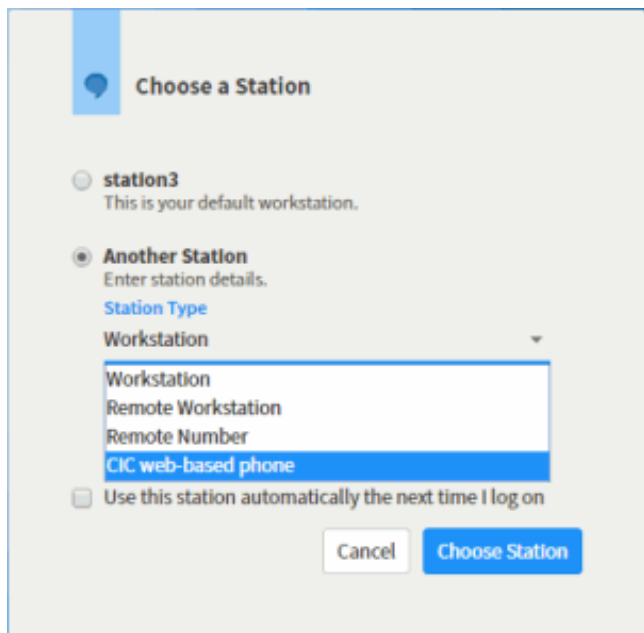 Choose a Station
station3
This is your default workstation.
Another Station
Enter station details.
Station Type
Workstation
Workstation
Remote Workstation
Remote Number
CIC web-based phone
Use this station automatically the next time I log on
Cancel
Choose Station